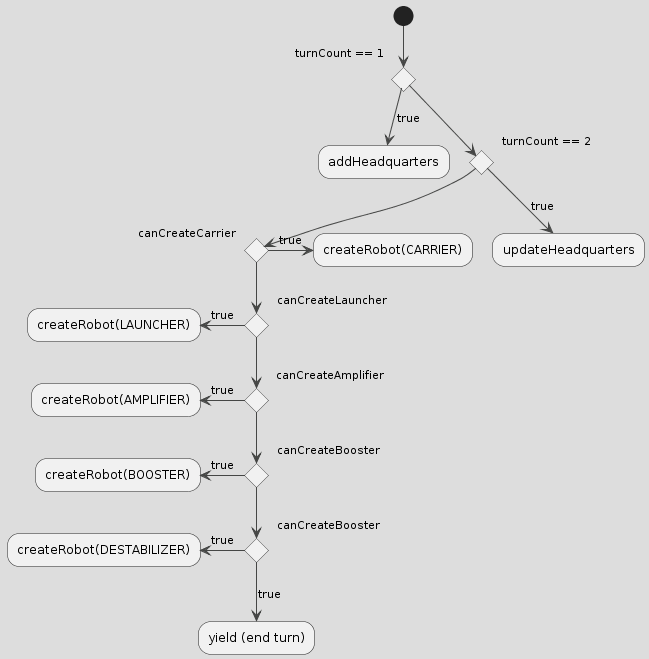 turnCount == 1
true
addHeadquarters
turnCount == 2
true
updateHeadquarters
canCreateCarrier
true
createRobot(CARRIER)
canCreateLauncher
true
createRobot(LAUNCHER)
canCreateAmplifier
true
createRobot(AMPLIFIER)
canCreateBooster
true
createRobot(BOOSTER)
canCreateBooster
true
createRobot(DESTABILIZER)
true
yield (end turn)